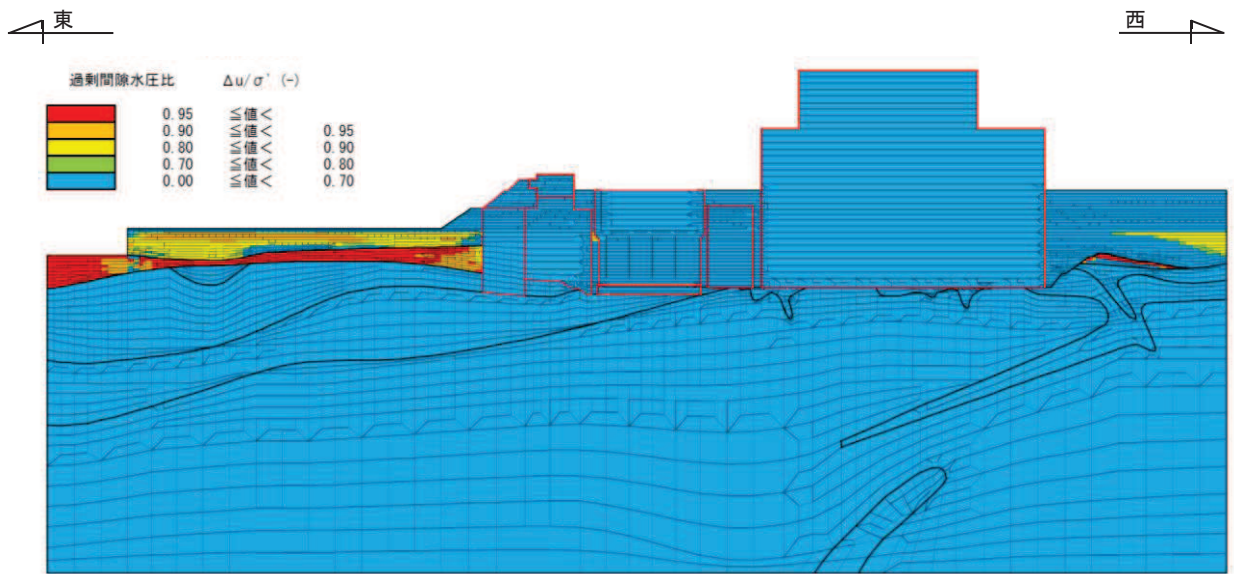 東
西
過剰間隙水圧比 Δu/σ' (-)
0.95 ≦値<
0.90 ≦値< 0.95
0.80 ≦値< 0.90
0.70 ≦値< 0.80
0.00 ≦値< 0.70